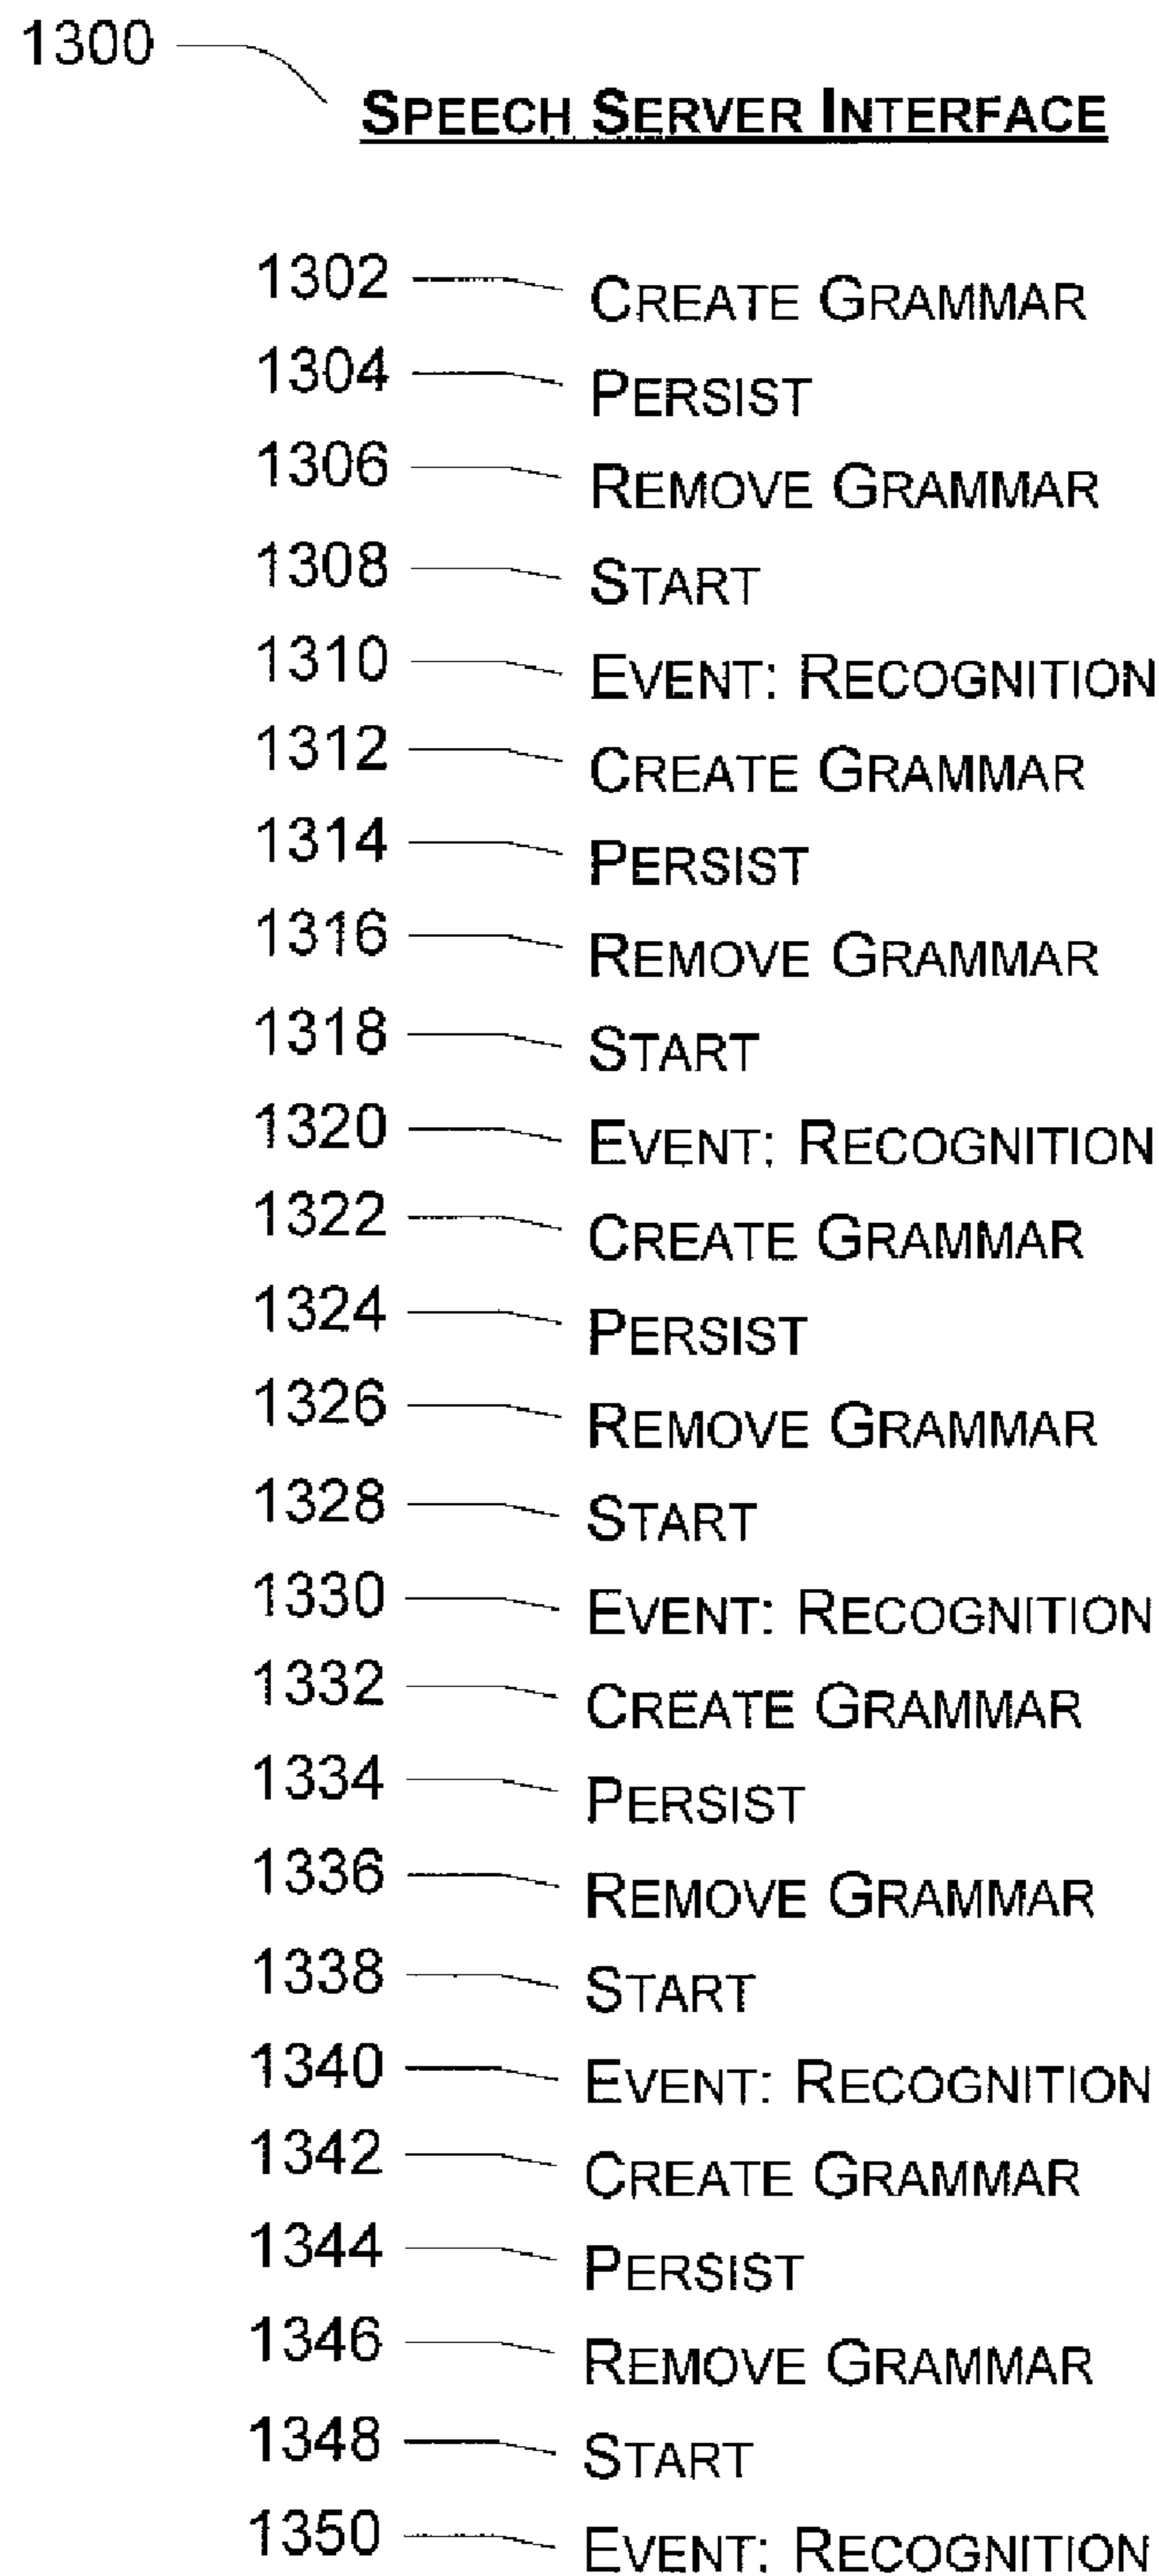 1300
SPEECH SERVER INTERFACE
1302 CREATE GRAMMAR
1304 PERSIST
1306 REMOVE GRAMMAR
1308 START
1310 EVENT: RECOGNITION
1312 CREATE GRAMMAR
1314 PERSIST
1316 REMOVE GRAMMAR
1318 START
1320 EVENT: RECOGNITION
1322 CREATE GRAMMAR
1324 PERSIST
1326 REMOVE GRAMMAR
1328 START
1330 EVENT: RECOGNITION
1332 CREATE GRAMMAR
1334 PERSIST
1336 REMOVE GRAMMAR
1338 START
1340 EVENT: RECOGNITION
1342 CREATE GRAMMAR
1344 PERSIST
1346 REMOVE GRAMMAR
1348 START
1350 EVENT: RECOGNITION